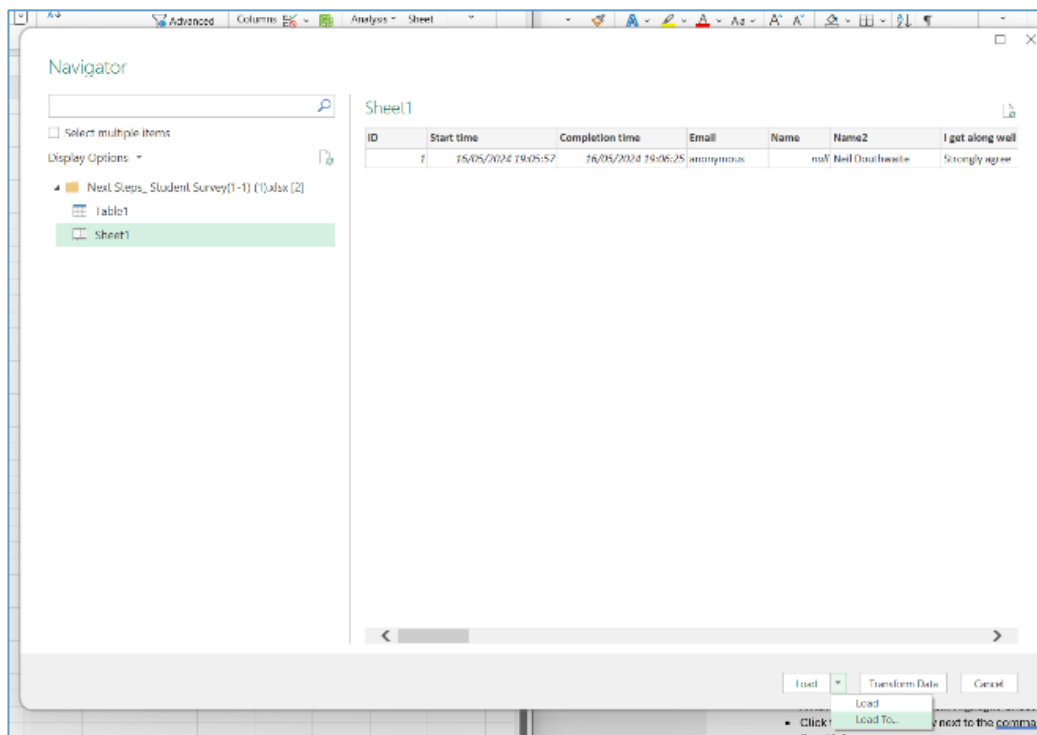 Advanced Columns Analysis Sheet Aa
Navigator
Select multiple items
Display Options
Next Steps_ Student Survey(1-1) (1).xlsx [2]
Table1
Sheet1
Sheet1
ID Start time Completion time Email Name Name2 I get along well
1 16/05/2024 19:05:57 16/05/2024 19:06:25 anonymous null Neil Douthwaite Strongly agree
Load Transform Data Cancel
Load
Load To...
• Click
next to the comma